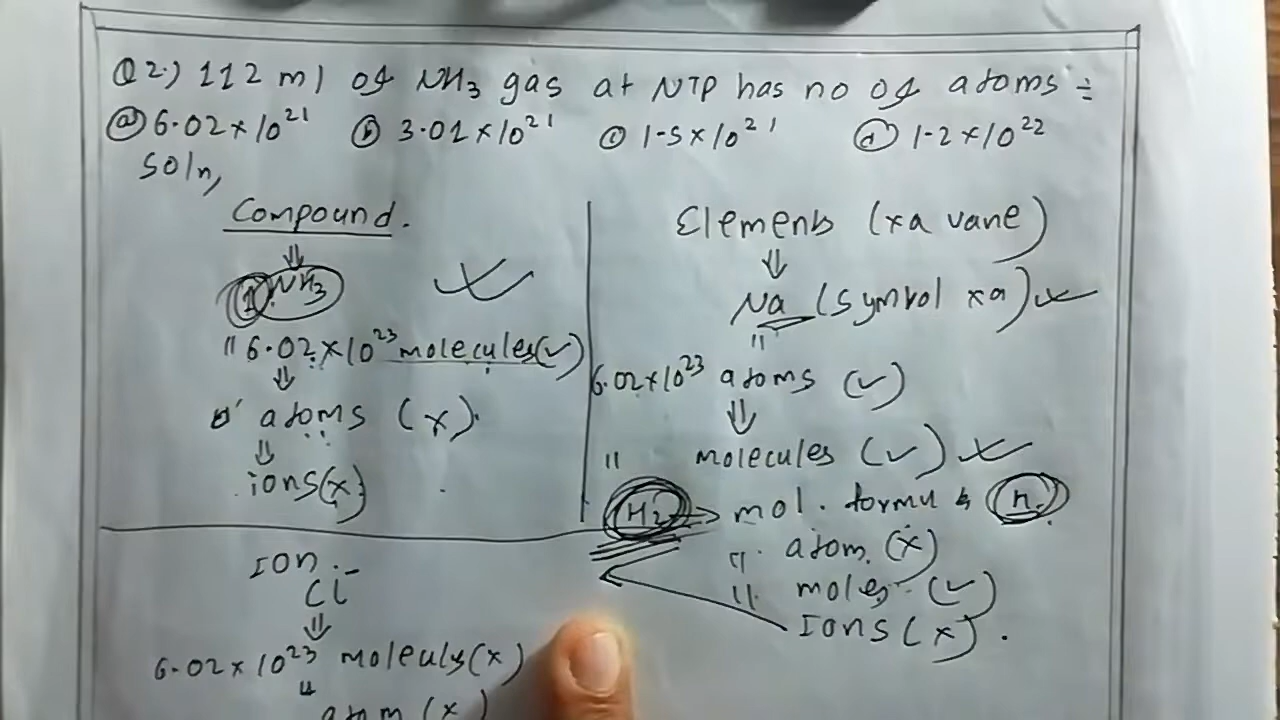 Q2.) 112 ml of NH3 gas at NTP has no of atoms ÷
(a) 6.02×10^21 (b) 3.01×10^21 (c) 1.5×10^21 (d) 1.2×10^22
Soln,
Compound.
⇓
1 NH3
" 6.02×10^23 molecules(✓)
⇓
atoms (x).
⇓
ions(x)
Elements (xa vane)
⇓
Na (symbol xa)
"
6.02×10^23 atoms (✓)
⇓
" molecules (✓)
H2 → mol. formu & H.
" atom (x)
" moles (✓)
Ions (x).
Ion.
Cl-
⇓
6.02×10^23 moleculs(x)
"
atom (x)